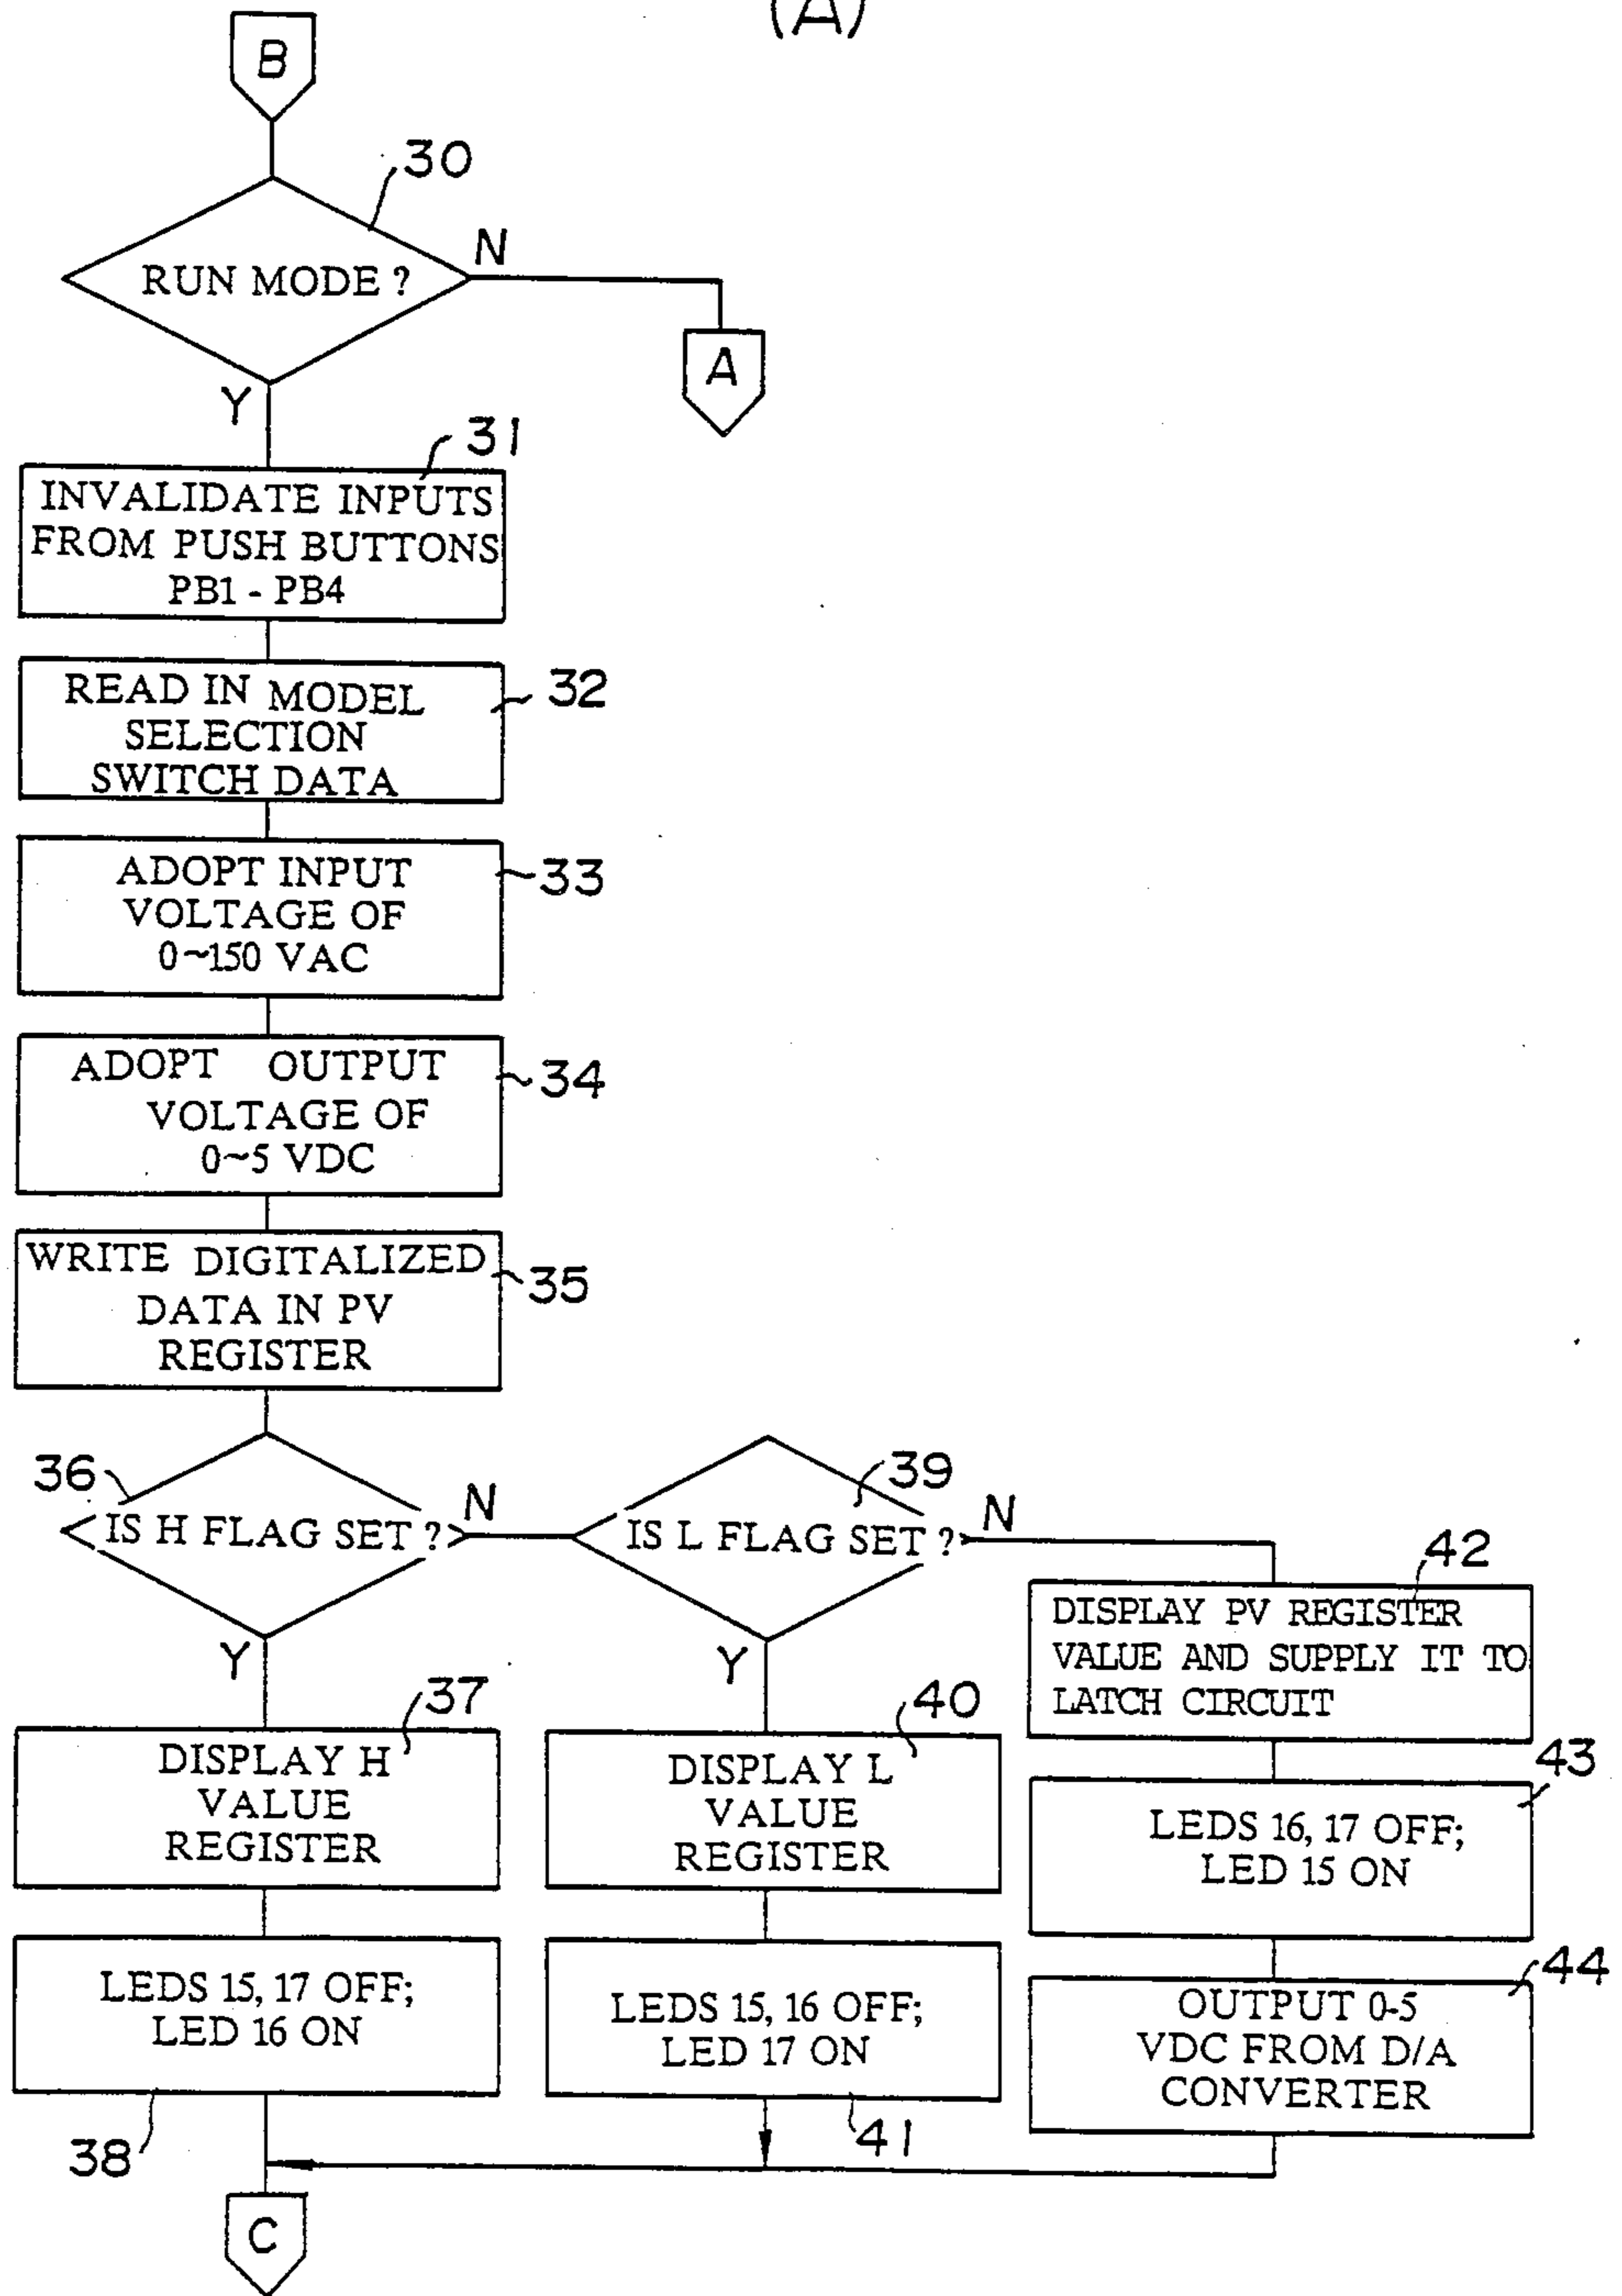 (A)
B
30
RUN MODE ?
N
A
Y
31
INVALIDATE INPUTS
FROM PUSH BUTTONS
PB1 - PB4
READ IN MODEL
SELECTION
SWITCH DATA
32
ADOPT INPUT
VOLTAGE OF
0~150 VAC
33
ADOPT OUTPUT
VOLTAGE OF
0~5 VDC
34
WRITE DIGITALIZED
DATA IN PV
REGISTER
35
36
IS H FLAG SET ?
N
39
IS L FLAG SET ?
N
Y
Y
42
DISPLAY PV REGISTER
VALUE AND SUPPLY IT TO
LATCH CIRCUIT
37
DISPLAY H
VALUE
REGISTER
40
DISPLAY L
VALUE
REGISTER
43
LEDS 16, 17 OFF;
LED 15 ON
LEDS 15, 17 OFF;
LED 16 ON
38
LEDS 15, 16 OFF;
LED 17 ON
41
44
OUTPUT 0-5
VDC FROM D/A
CONVERTER
C